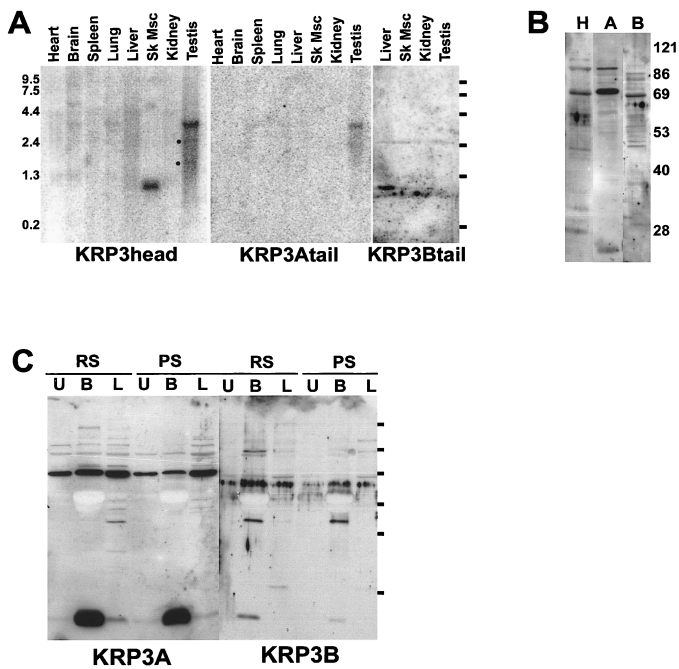 A
Heart Brain Spleen Lung Liver Sk Msc Kidney Testis
Heart Brain Spleen Lung Liver Sk Msc Kidney Testis
Liver Sk Msc Kidney Testis
9.5
7.5
4.4
2.4
1.3
0.2
KRP3head KRP3Atail KRP3Btail
B
H A B
121
86
69
53
40
28
C
RS PS RS PS
U B L U B L U B L U B L
KRP3A KRP3B